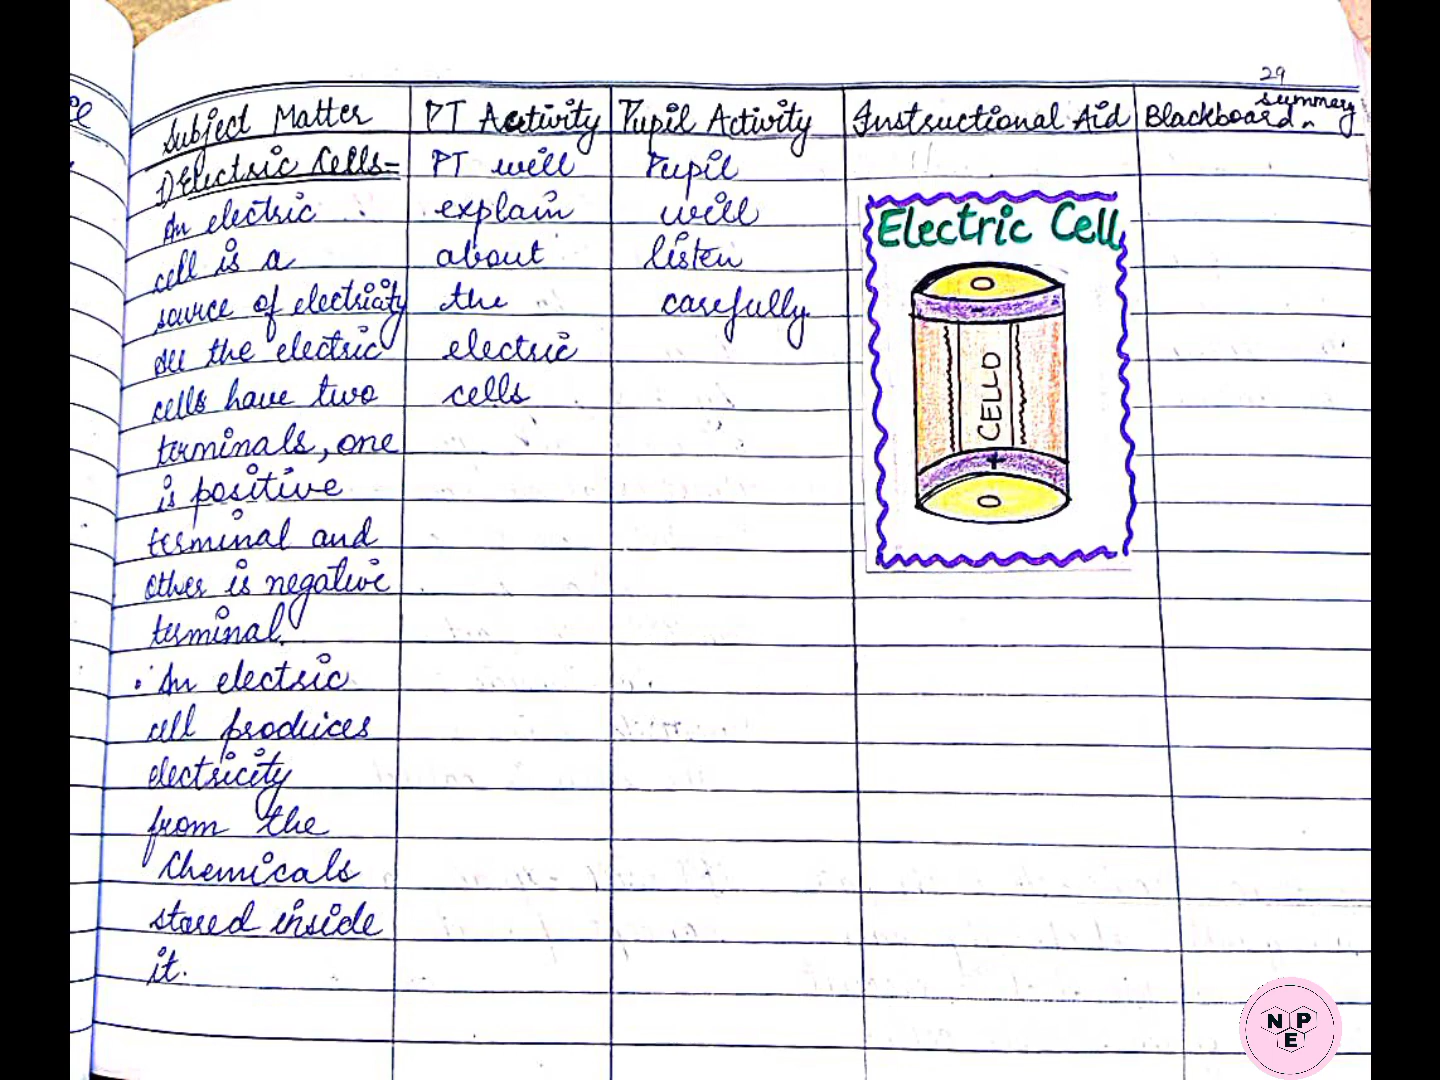 29
Subject Matter
PT Activity
Pupil Activity
Instructional Aid
Blackboard summery
1) Electric Cells=
An electric
cell is a
source of electricity
All the electric
cells have two
terminals, one
is positive
terminal and
other is negative
terminal.
. An electric
cell produces
electricity
from the
Chemicals
stored inside
it.
PT will
explain
about
the
electric
cells
Pupil
will
listen
carefully.
Electric Cell
-
CELLO
+
N P
E